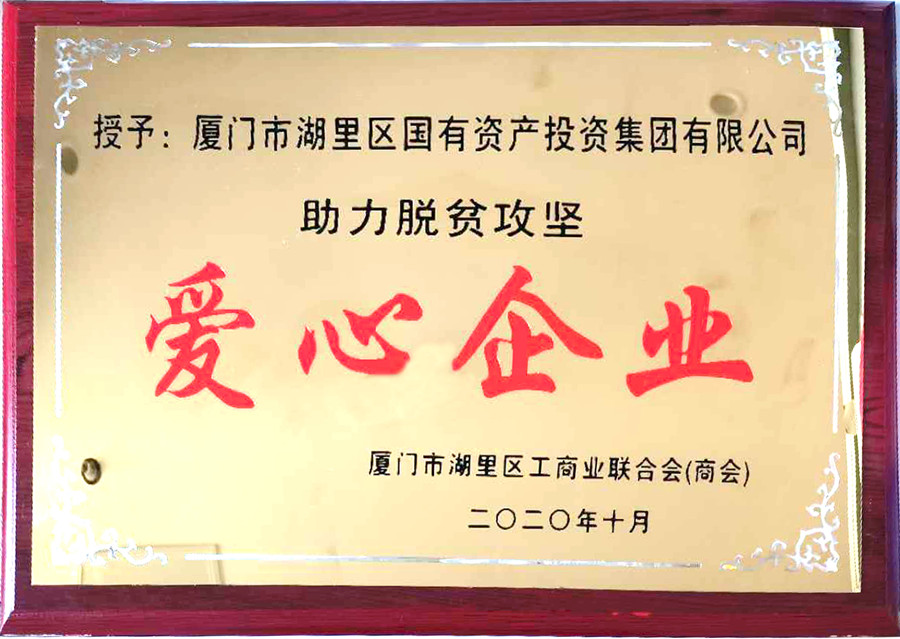 授予：厦门市湖里区国有资产投资集团有限公司
助力脱贫攻坚
爱心企业
厦门市湖里区工商业联合会(商会)
二〇二〇年十月